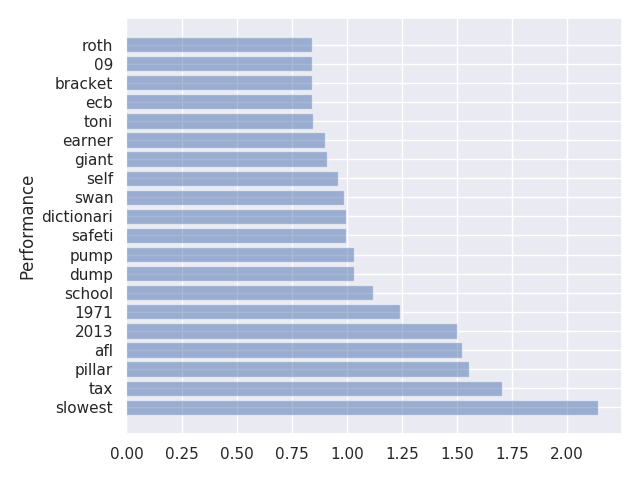 roth
09
bracket
ecb
toni
earner
giant
self
swan
dictionari
safeti
pump
dump
school
1971
2013
afl
pillar
tax
slowest
Performance
0.00 0.25 0.50 0.75 1.00 1.25 1.50 1.75 2.00